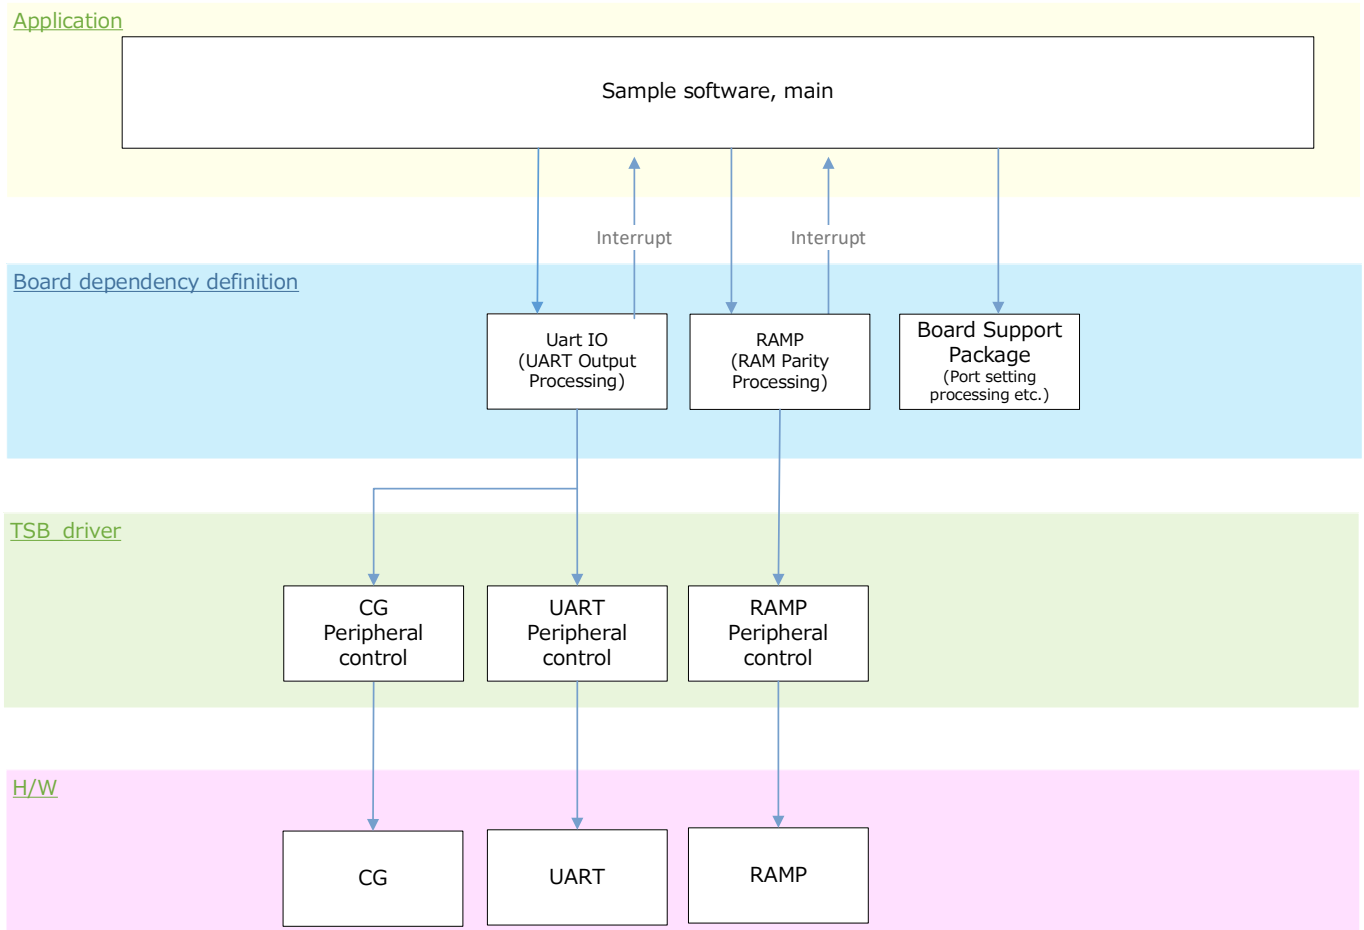 Application
Sample software, main
Interrupt
Interrupt
Board dependency definition
Uart IO
(UART Output
Processing)
RAMP
(RAM Parity
Processing)
Board Support
Package
(Port setting
processing etc.)
TSB_driver
CG
Peripheral
control
UART
Peripheral
control
RAMP
Peripheral
control
H/W
CG
UART
RAMP